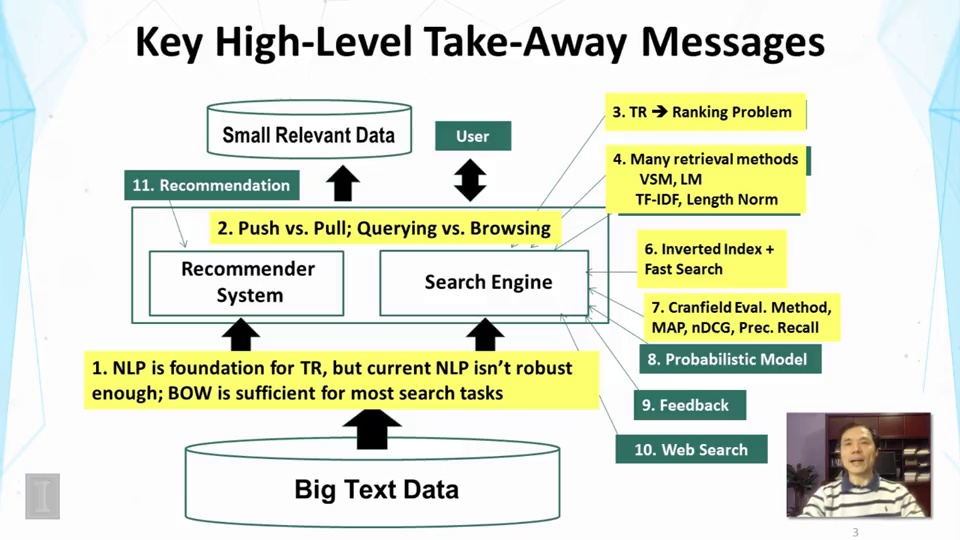 Key High-Level Take-Away Messages
3. TR ➔ Ranking Problem
Small Relevant Data
User
4. Many retrieval methods
VSM, LM
TF-IDF, Length Norm
11. Recommendation
2. Push vs. Pull; Querying vs. Browsing
6. Inverted Index +
Fast Search
Recommender
System
Search Engine
7. Cranfield Eval. Method,
MAP, nDCG, Prec. Recall
8. Probabilistic Model
1. NLP is foundation for TR, but current NLP isn’t robust
enough; BOW is sufficient for most search tasks
9. Feedback
10. Web Search
Big Text Data
I
3